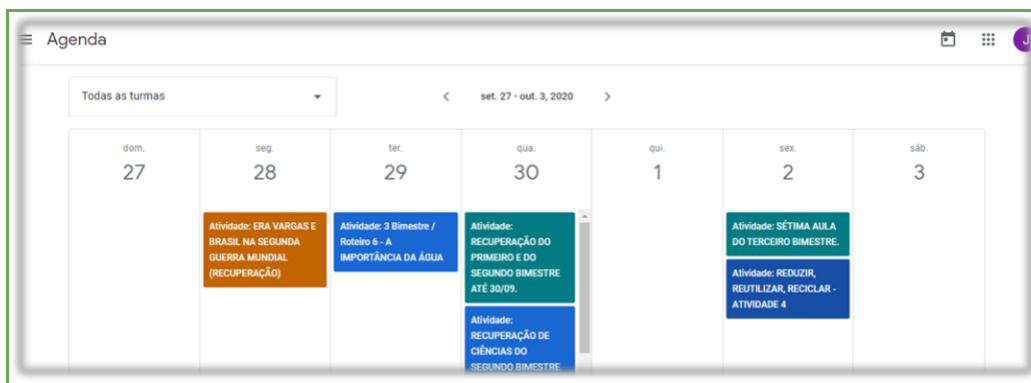 Agenda
J
Todas as turmas
set. 27 - out. 3, 2020
dom.
27
seg.
28
ter.
29
qua.
30
qui.
1
sex.
2
sáb.
3
Atividade: ERA VARGAS E
BRASIL NA SEGUNDA
GUERRA MUNDIAL
(RECUPERAÇÃO)
Atividade: 3 Bimestre /
Roteiro 6 - A
IMPORTÂNCIA DA ÁGUA
Atividade:
RECUPERAÇÃO DO
PRIMEIRO E DO
SEGUNDO BIMESTRE
ATÉ 30/09.
Atividade:
RECUPERAÇÃO DE
CIÊNCIAS DO
SEGUNDO BIMESTRE
Atividade: SÉTIMA AULA
DO TERCEIRO BIMESTRE.
Atividade: REDUZIR,
REUTILIZAR, RECICLAR -
ATIVIDADE 4